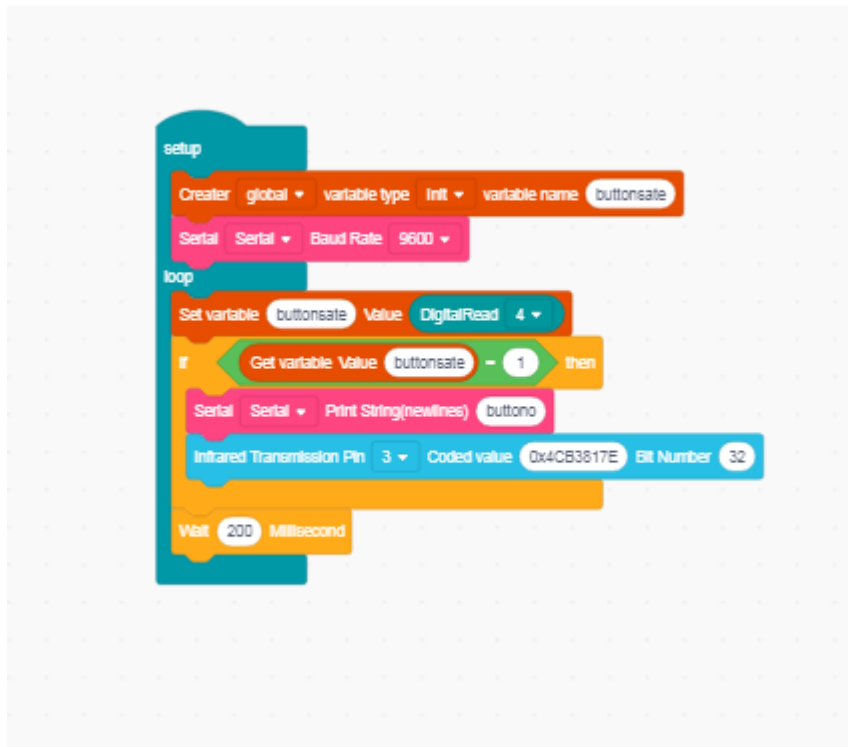 setup
Creater global variable type Init variable name buttonsate
Serial Serial Baud Rate 9600
loop
Set variable buttonsate Value DigitalRead 4
If Get variable Value buttonsate = 1 then
Serial Serial Print String(newlines) buttono
Infrared Transmission Pin 3 Coded value 0x4CB3817E Bit Number 32
Wait 200 Millisecond